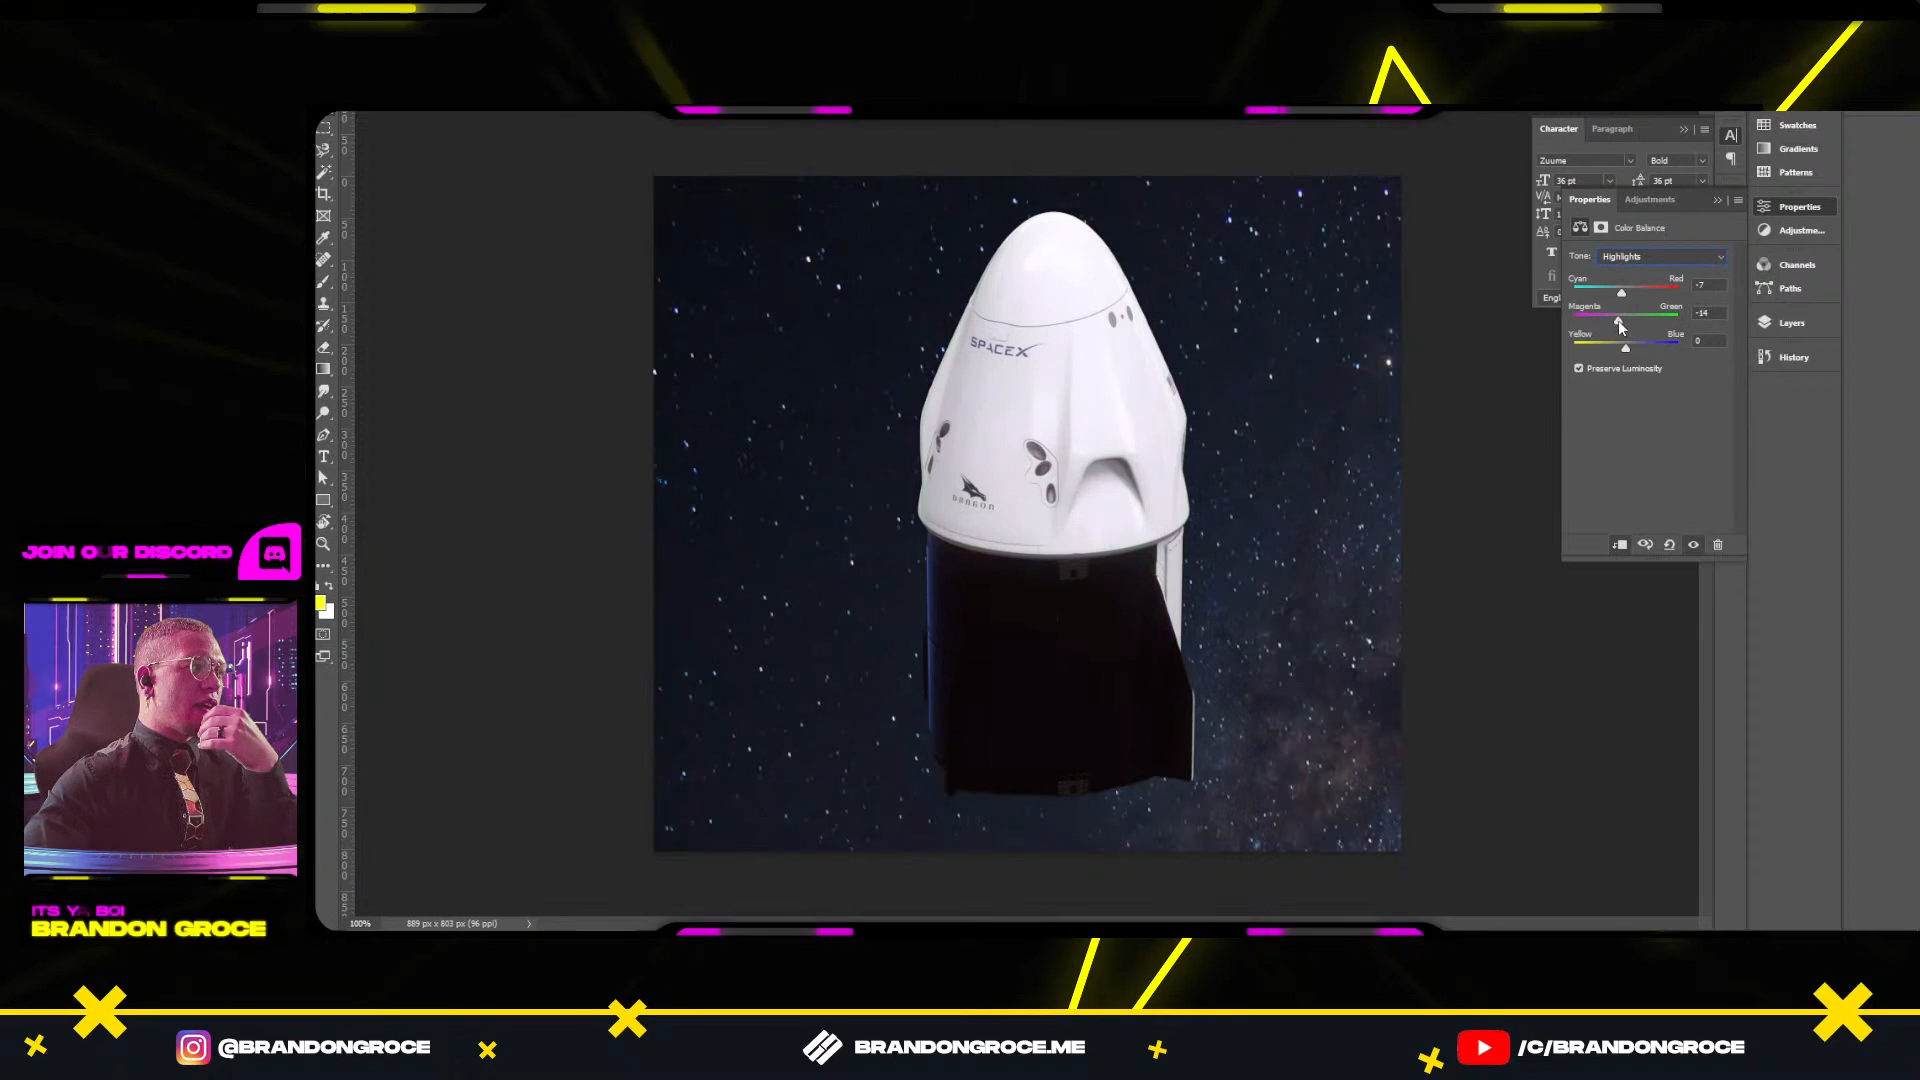 Character
Paragraph
Zuume
Bold
36 pt
36 pt
Properties
Adjustments
Color Balance
Tone:
Highlights
Cyan
Red
-7
Magenta
Green
-14
Yellow
Blue
0
Preserve Luminosity
Engl
Swatches
Gradients
Patterns
Properties
Adjustme...
Channels
Paths
Layers
History
SPACEX
DRAGON
100%
889 px x 803 px (96 ppi)
JOIN OUR DISCORD
ITS YA BOI
BRANDON GROCE
@BRANDONGROCE
BRANDONGROCE.ME
/C/BRANDONGROCE